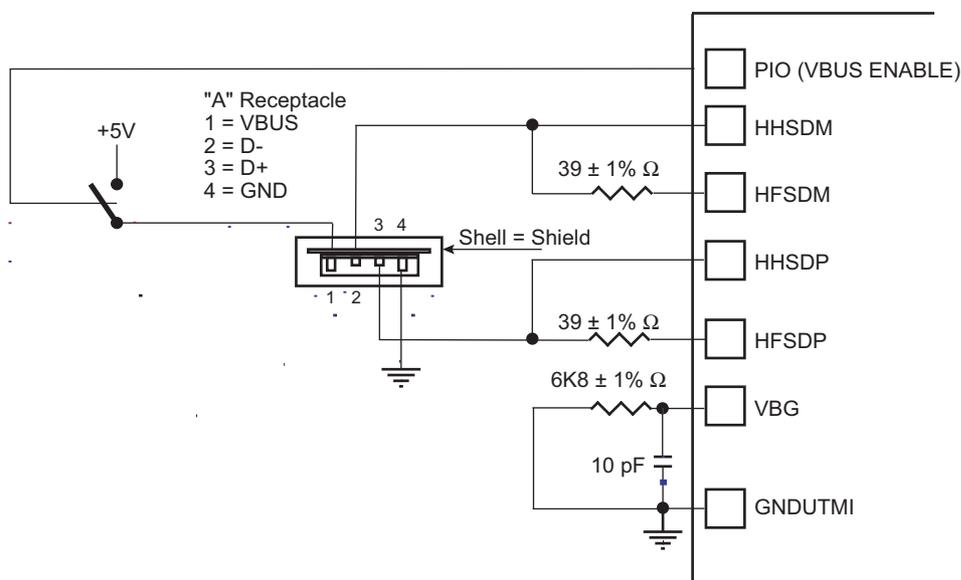 PIO (VBUS ENABLE)
"A" Receptacle
1 = VBUS
2 = D-
3 = D+
4 = GND
+5V
HHSDM
39 ± 1% Ω
HFSDM
3 4
Shell = Shield
HHSDP
1 2
39 ± 1% Ω
HFSDP
6K8 ± 1% Ω
VBG
10 pF
GNDUTMI